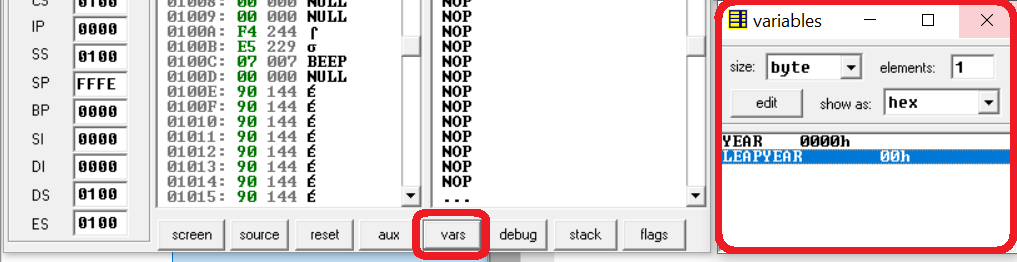 CS 0100
IP 0000
SS 0100
SP FFFE
BP 0000
SI 0000
DI 0000
DS 0100
ES 0100
01008: 00 000 NULL
01009: 00 000 NULL
0100A: F4 244 ⌠
0100B: E5 229 σ
0100C: 07 007 BEEP
0100D: 00 000 NULL
0100E: 90 144 É
0100F: 90 144 É
01010: 90 144 É
01011: 90 144 É
01012: 90 144 É
01013: 90 144 É
01014: 90 144 É
01015: 90 144 É
NOP
NOP
NOP
NOP
NOP
NOP
NOP
NOP
NOP
NOP
NOP
NOP
NOP
...
screen source reset aux vars debug stack flags
variables
size: byte elements: 1
edit show as: hex
YEAR 0000h
LEAPYEAR 00h